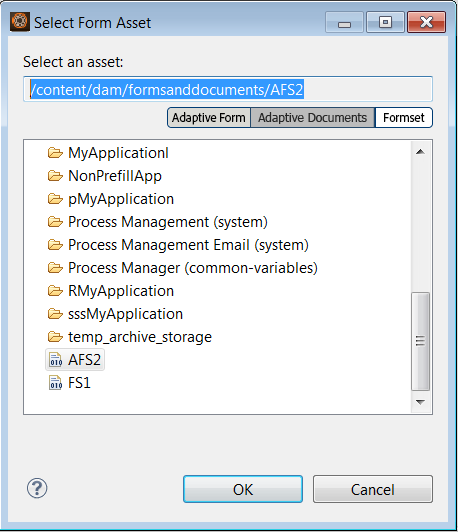 Select Form Asset
Select an asset:
/content/dam/formsanddocuments/AFS2
Adaptive Form Adaptive Documents Formset
MyApplicationl
NonPrefillApp
pMyApplication
Process Management (system)
Process Management Email (system)
Process Manager (common-variables)
RMyApplication
sssMyApplication
temp_archive_storage
AFS2
FS1
? OK Cancel